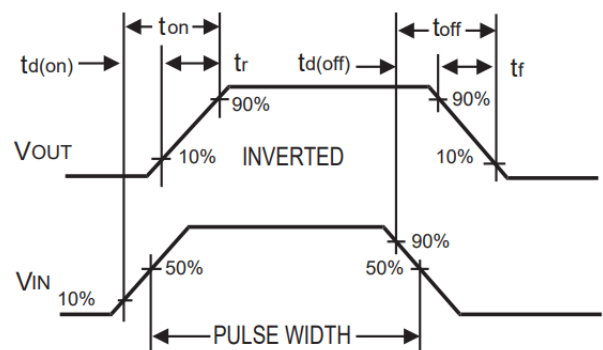 ton toff
td(on) tr td(off) tf
90% 90%
VOUT 10% INVERTED 10%
90%
VIN 10% 50% 50%
PULSE WIDTH